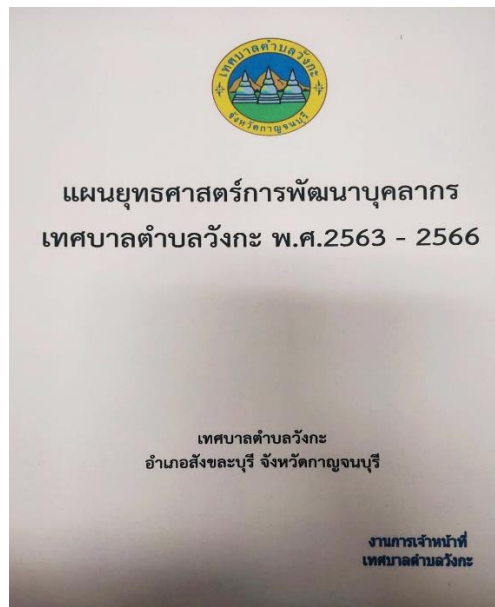 เทศบาลตำบลวังกะ
จังหวัดกาญจนบุรี
แผนยุทธศาสตร์การพัฒนาบุคลากร
เทศบาลตำบลวังกะ พ.ศ.2563 - 2566
เทศบาลตำบลวังกะ
อำเภอสังขละบุรี จังหวัดกาญจนบุรี
งานการเจ้าหน้าที่
เทศบาลตำบลวังกะ